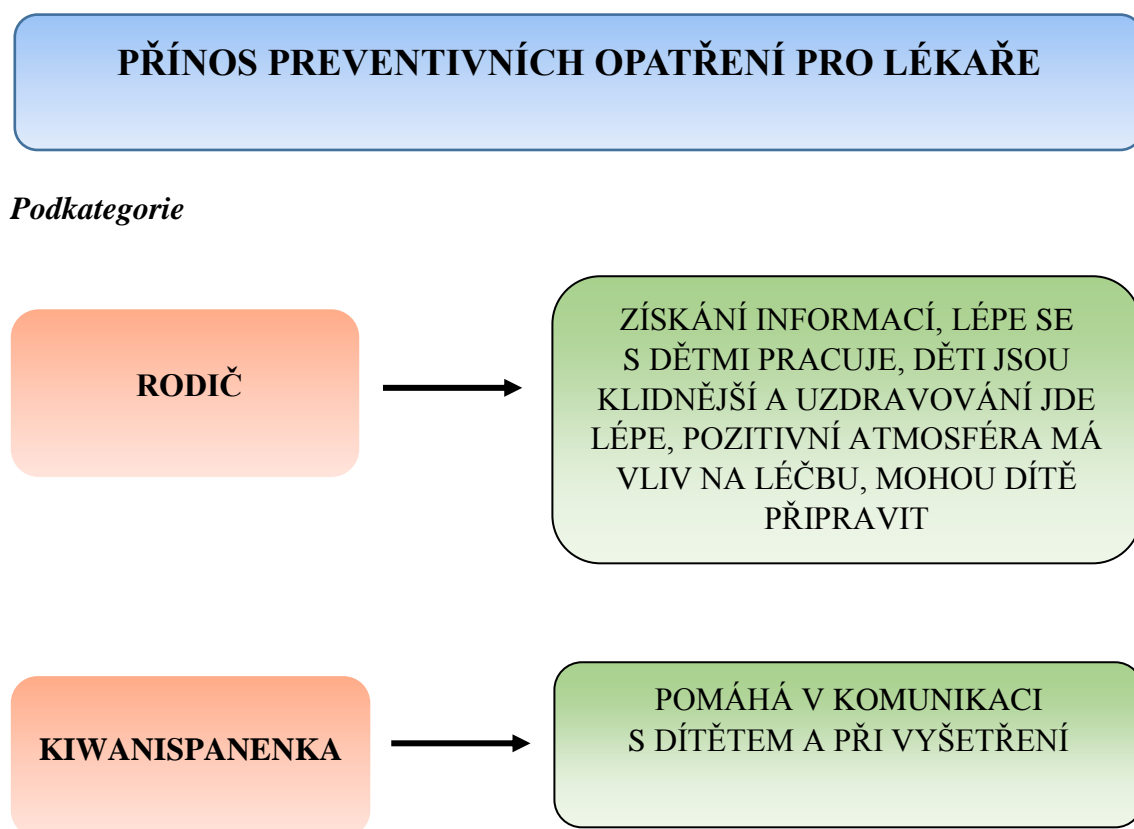 PŘÍNOS PREVENTIVNÍCH OPATŘENÍ PRO LÉKAŘE
Podkategorie
RODIČ
ZÍSKÁNÍ INFORMACÍ, LÉPE SE
S DĚTMI PRACUJE, DĚTI JSOU
KLIDNĚJŠÍ A UZDRAVOVÁNÍ JDE
LÉPE, POZITIVNÍ ATMOSFÉRA MÁ
VLIV NA LÉČBU, MOHOU DÍTĚ
PŘIPRAVIT
KIWANISPANENKA
POMÁHÁ V KOMUNIKACI
S DÍTĚTEM A PŘI VYŠETŘENÍ